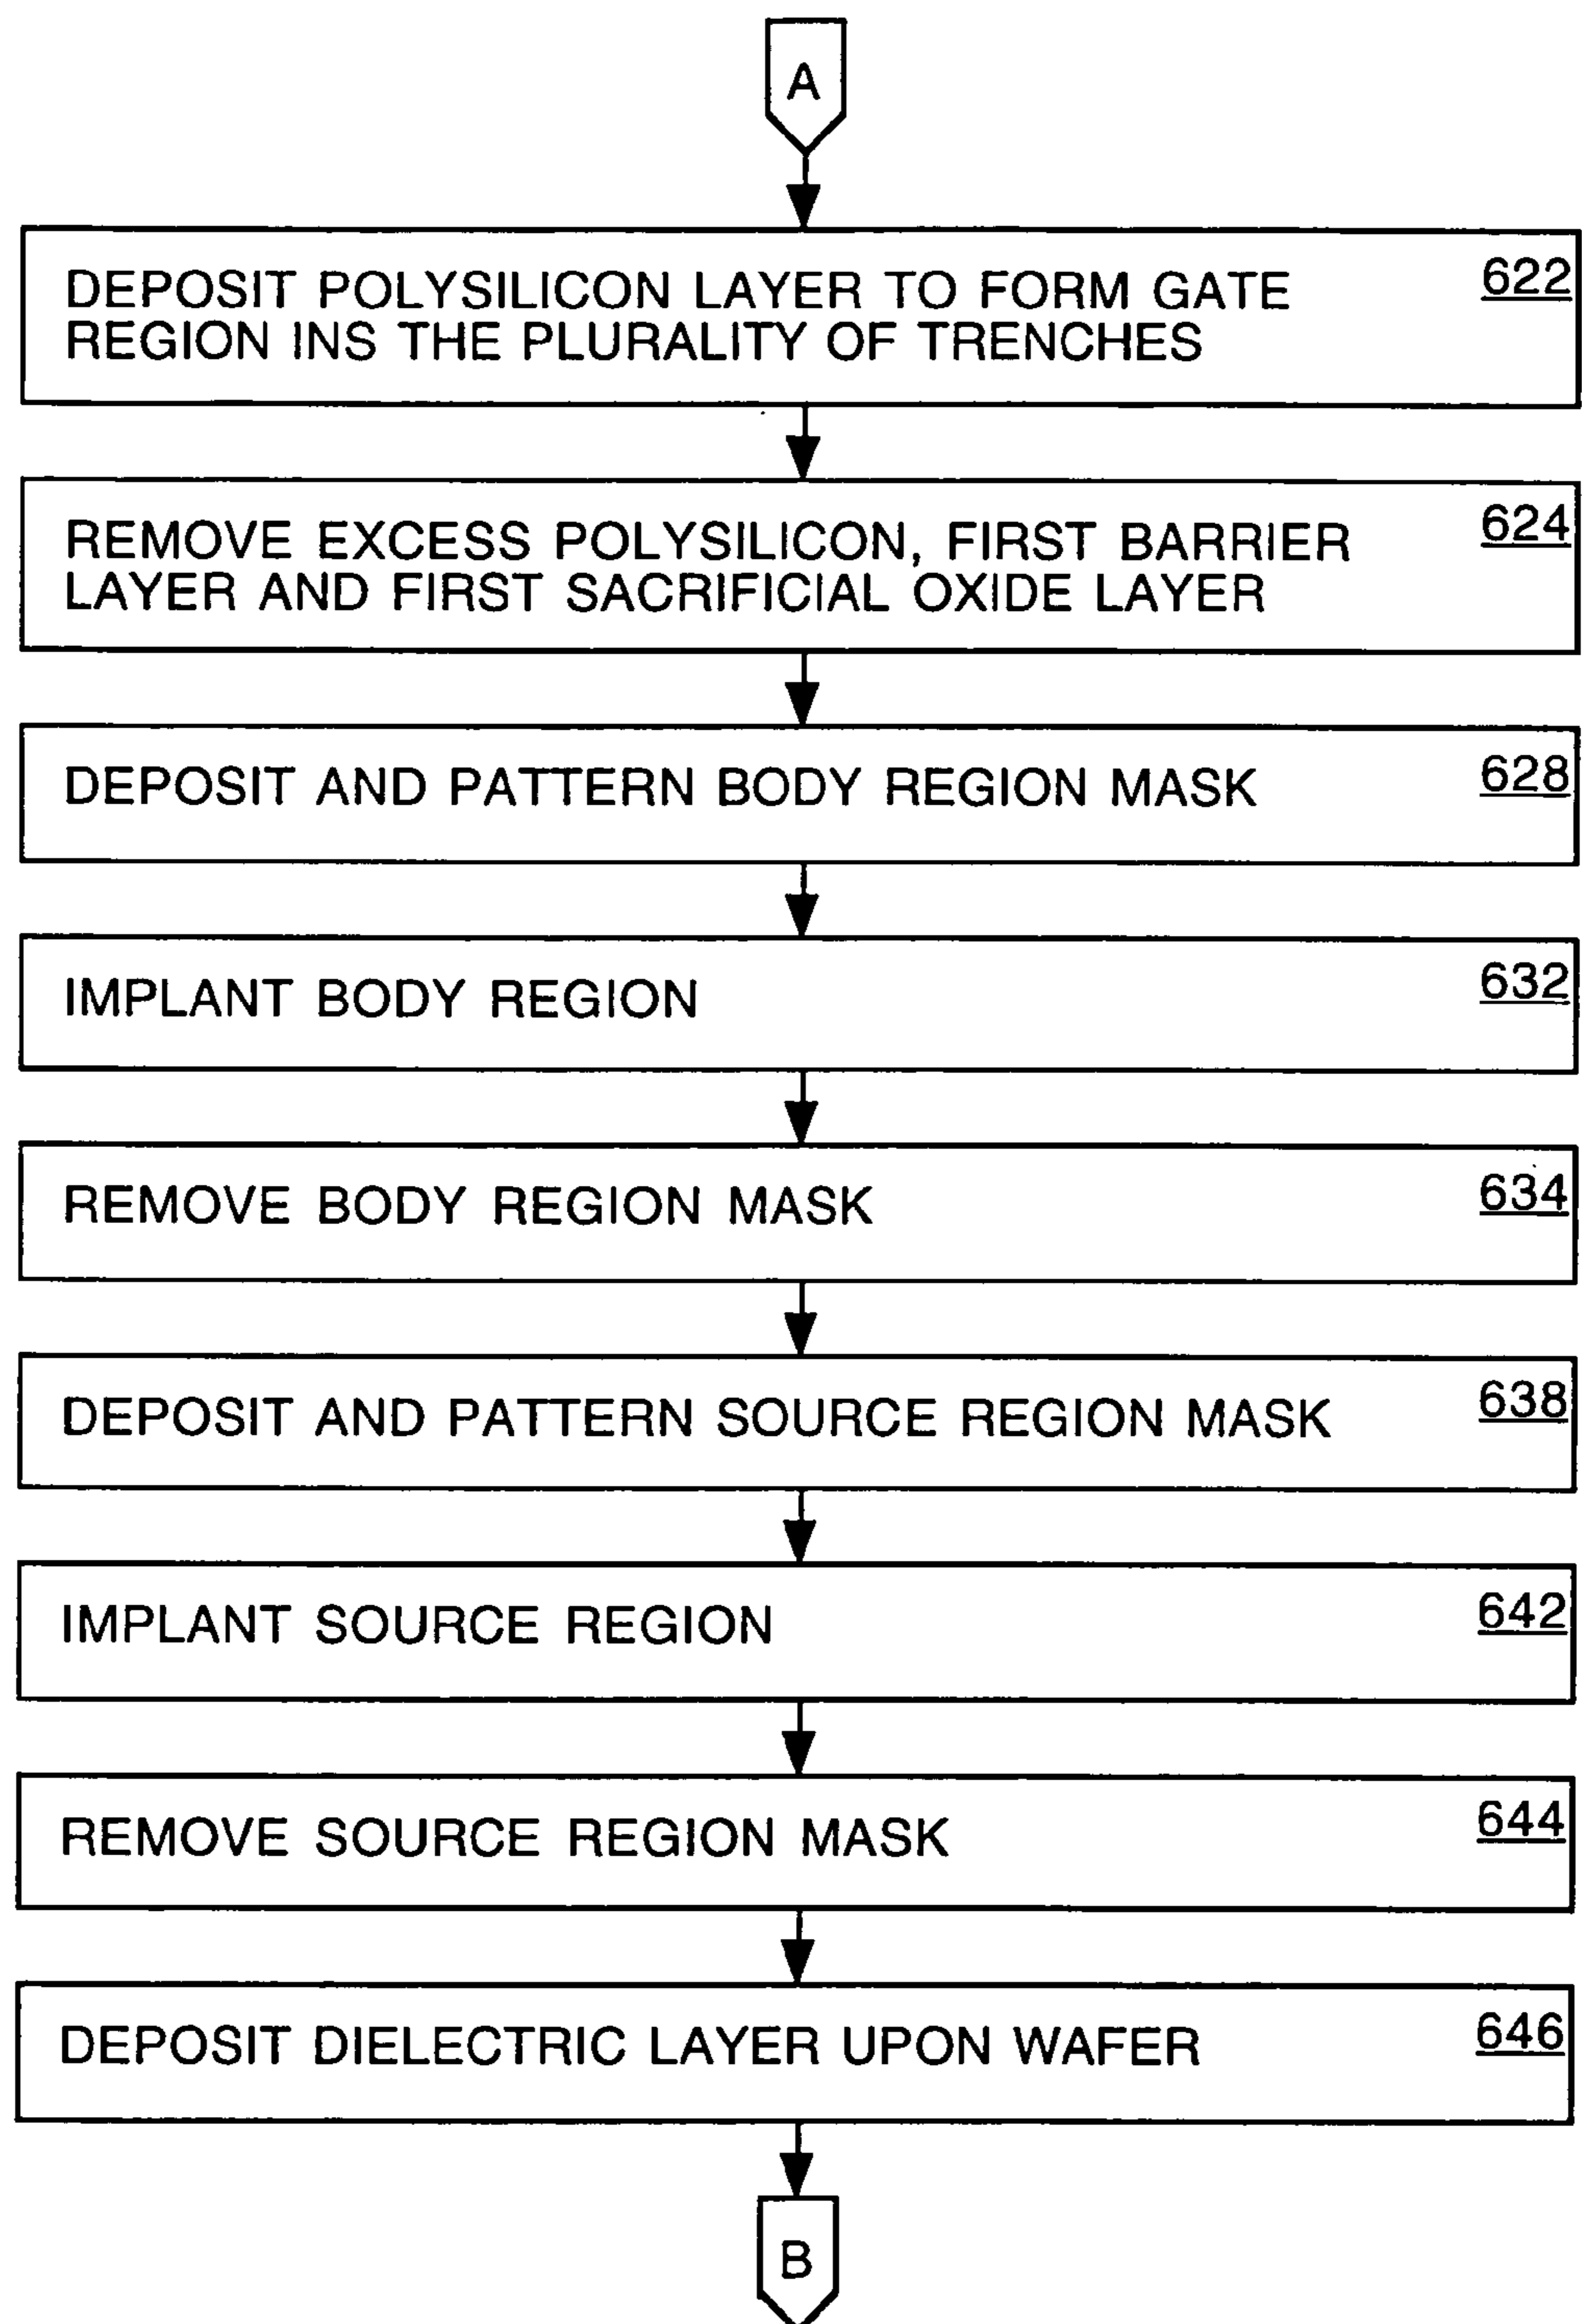 A
DEPOSIT POLYSILICON LAYER TO FORM GATE
REGION INS THE PLURALITY OF TRENCHES
622
REMOVE EXCESS POLYSILICON, FIRST BARRIER
LAYER AND FIRST SACRIFICIAL OXIDE LAYER
624
DEPOSIT AND PATTERN BODY REGION MASK
628
IMPLANT BODY REGION
632
REMOVE BODY REGION MASK
634
DEPOSIT AND PATTERN SOURCE REGION MASK
638
IMPLANT SOURCE REGION
642
REMOVE SOURCE REGION MASK
644
DEPOSIT DIELECTRIC LAYER UPON WAFER
646
B